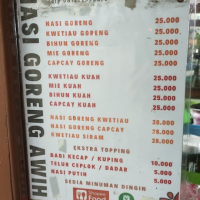 NASI GORENG AWIH
NASI GORENG 25.000
KWETIAU GORENG 25.000
BIHUN GORENG 25.000
MIE GORENG 25.000
CAPCAY GORENG 25.000
KWETIAU KUAH 25.000
MIE KUAH 25.000
BIHUN KUAH 25.000
CAPCAY KUAH 25.000
NASI GORENG KWETIAU 28.000
NASI GORENG CAPCAY 28.000
KWETIAU SIRAM 28.000
EKSTRA TOPPING
BABI KECAP / KUPING 10.000
TELUR CEPLOK / DADAR 5.000
NASI PUTIH 5.000
SEDIA MINUMAN DINGIN
Shopee
Food